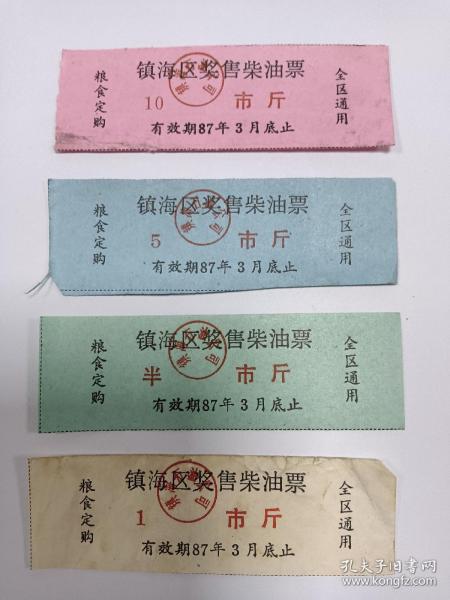 粮食定购
镇海区奖售柴油票
10 市斤
有效期87年3月底止
全区通用
粮食定购
镇海区奖售柴油票
5 市斤
有效期87年3月底止
全区通用
粮食定购
镇海区奖售柴油票
半 市斤
有效期87年3月底止
全区通用
粮食定购
镇海区奖售柴油票
1 市斤
有效期87年3月底止
全区通用
孔夫子旧书网
www.kongfz.com